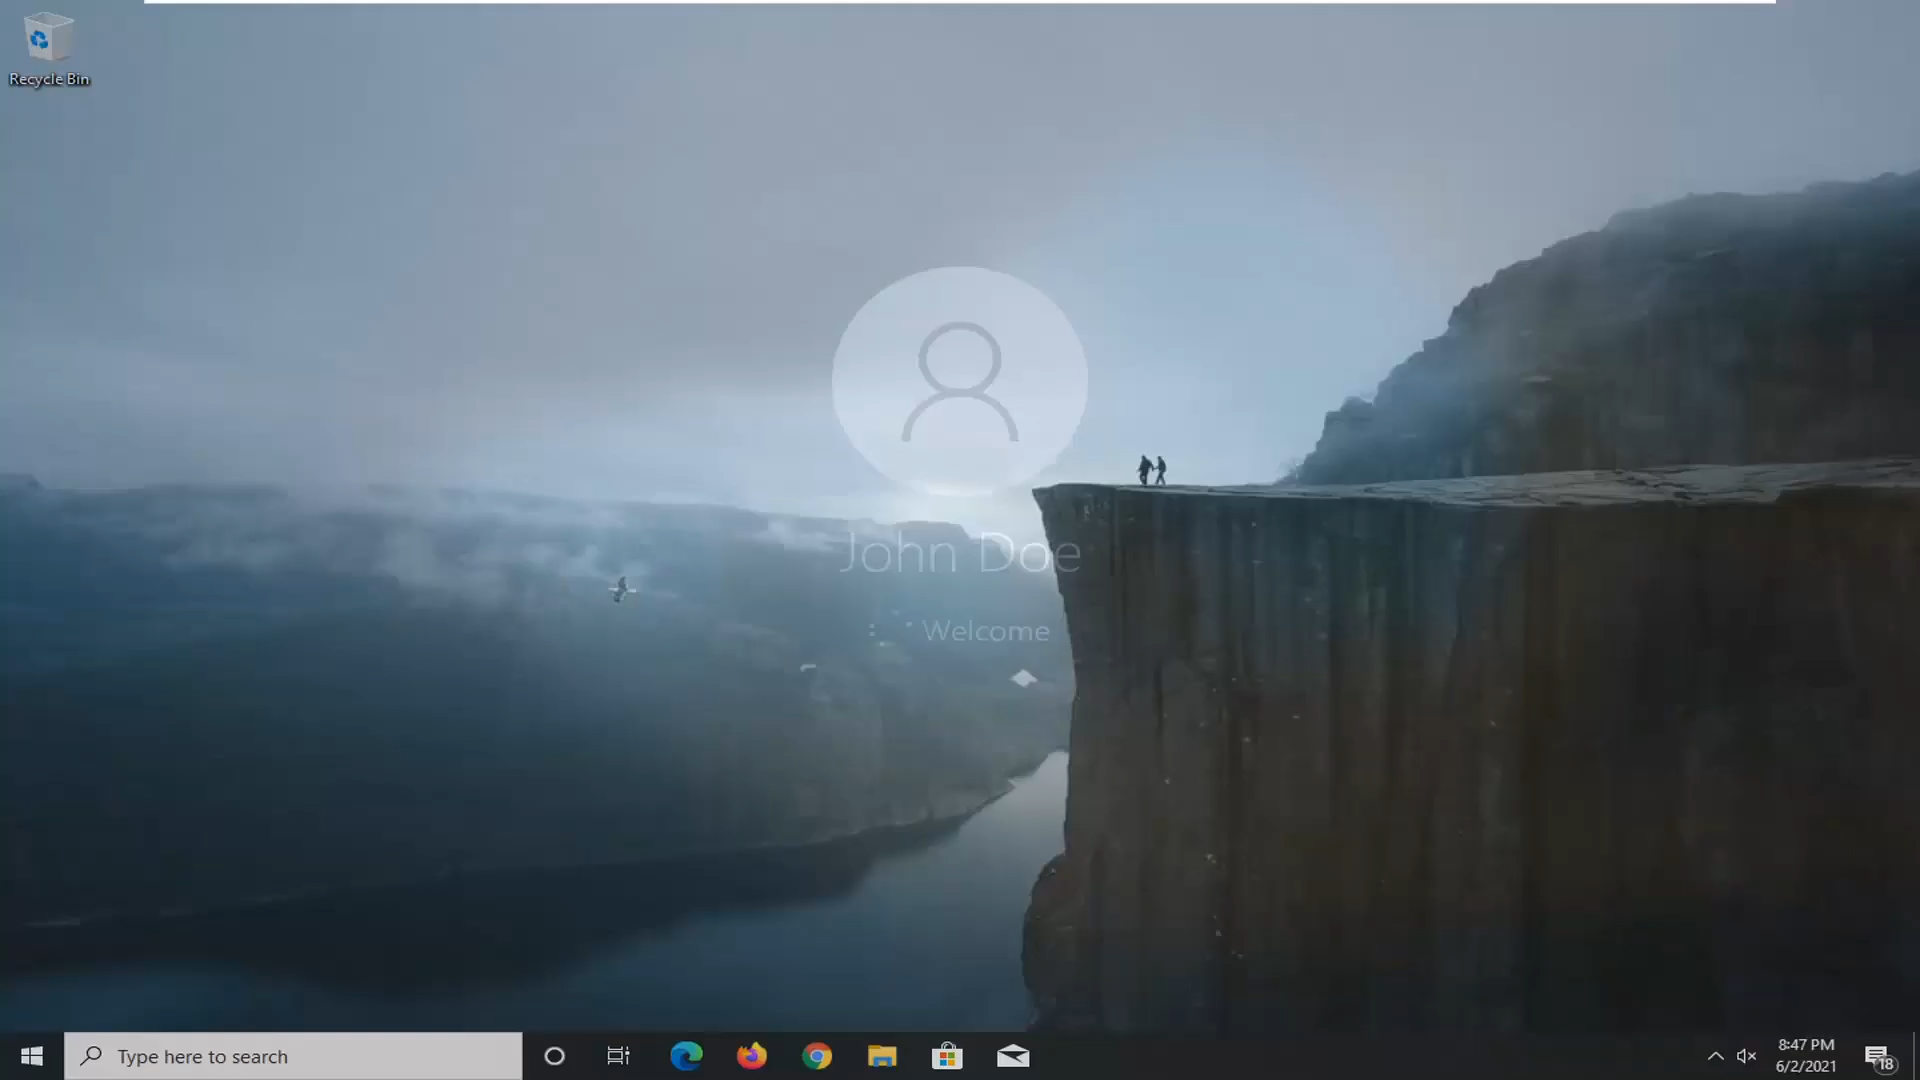 Recycle Bin
John Doe
Welcome
Type here to search
8:47 PM
6/2/2021
18